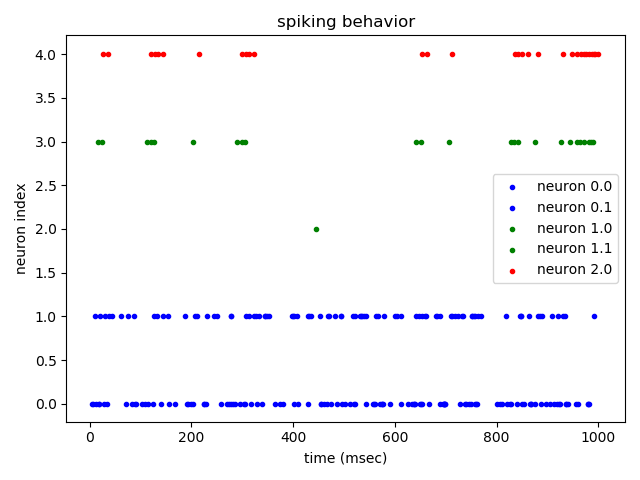 spiking behavior
neuron index
4.0
3.5
3.0
2.5
2.0
1.5
1.0
0.5
0.0
neuron 0.0
neuron 0.1
neuron 1.0
neuron 1.1
neuron 2.0
0 200 400 600 800 1000
time (msec)